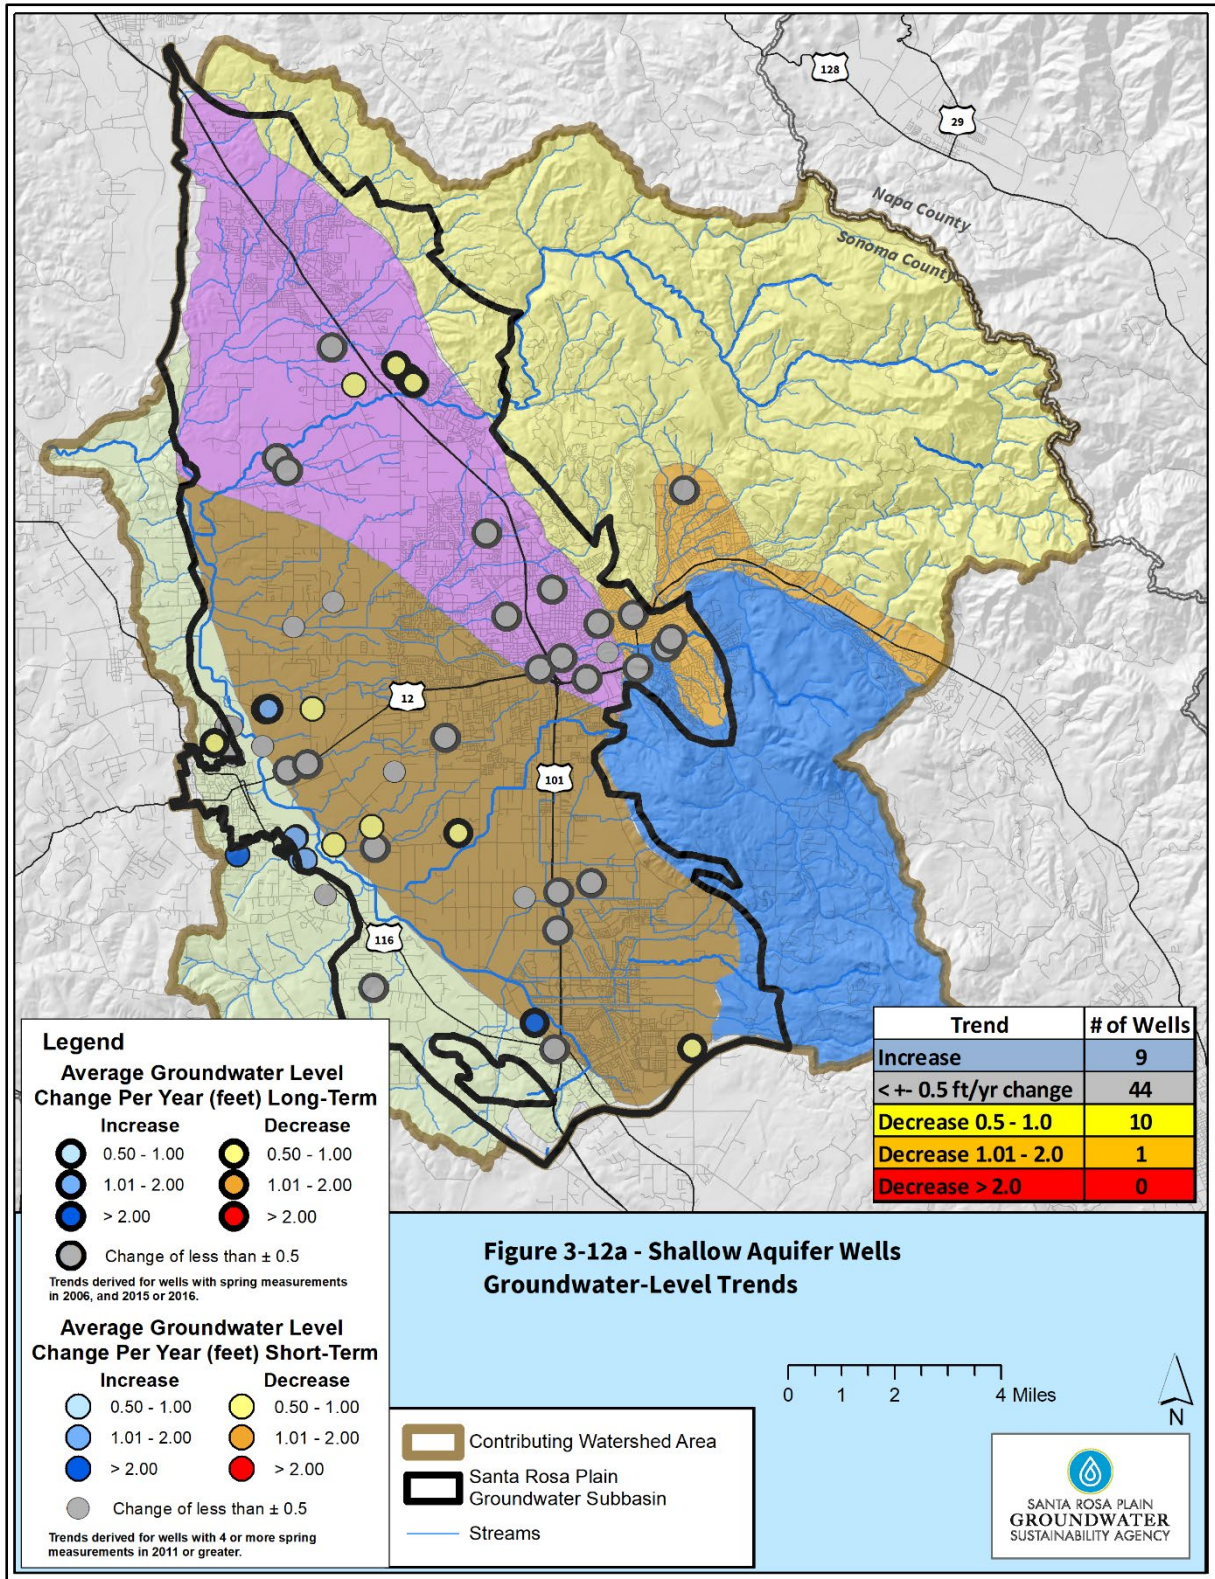 128
29
Napa County
Sonoma County
12
101
116
Trend # of Wells
Increase 9
< +- 0.5 ft/yr change 44
Decrease 0.5 - 1.0 10
Decrease 1.01 - 2.0 1
Decrease > 2.0 0
Legend
Average Groundwater Level
Change Per Year (feet) Long-Term
Increase Decrease
0.50 - 1.00 0.50 - 1.00
1.01 - 2.00 1.01 - 2.00
> 2.00 > 2.00
Change of less than ± 0.5
Trends derived for wells with spring measurements
in 2006, and 2015 or 2016.
Average Groundwater Level
Change Per Year (feet) Short-Term
Increase Decrease
0.50 - 1.00 0.50 - 1.00
1.01 - 2.00 1.01 - 2.00
> 2.00 > 2.00
Change of less than ± 0.5
Trends derived for wells with 4 or more spring
measurements in 2011 or greater.
Figure 3-12a - Shallow Aquifer Wells
Groundwater-Level Trends
0 1 2 4 Miles
N
Contributing Watershed Area
Santa Rosa Plain
Groundwater Subbasin
Streams
SANTA ROSA PLAIN
GROUNDWATER
SUSTAINABILITY AGENCY